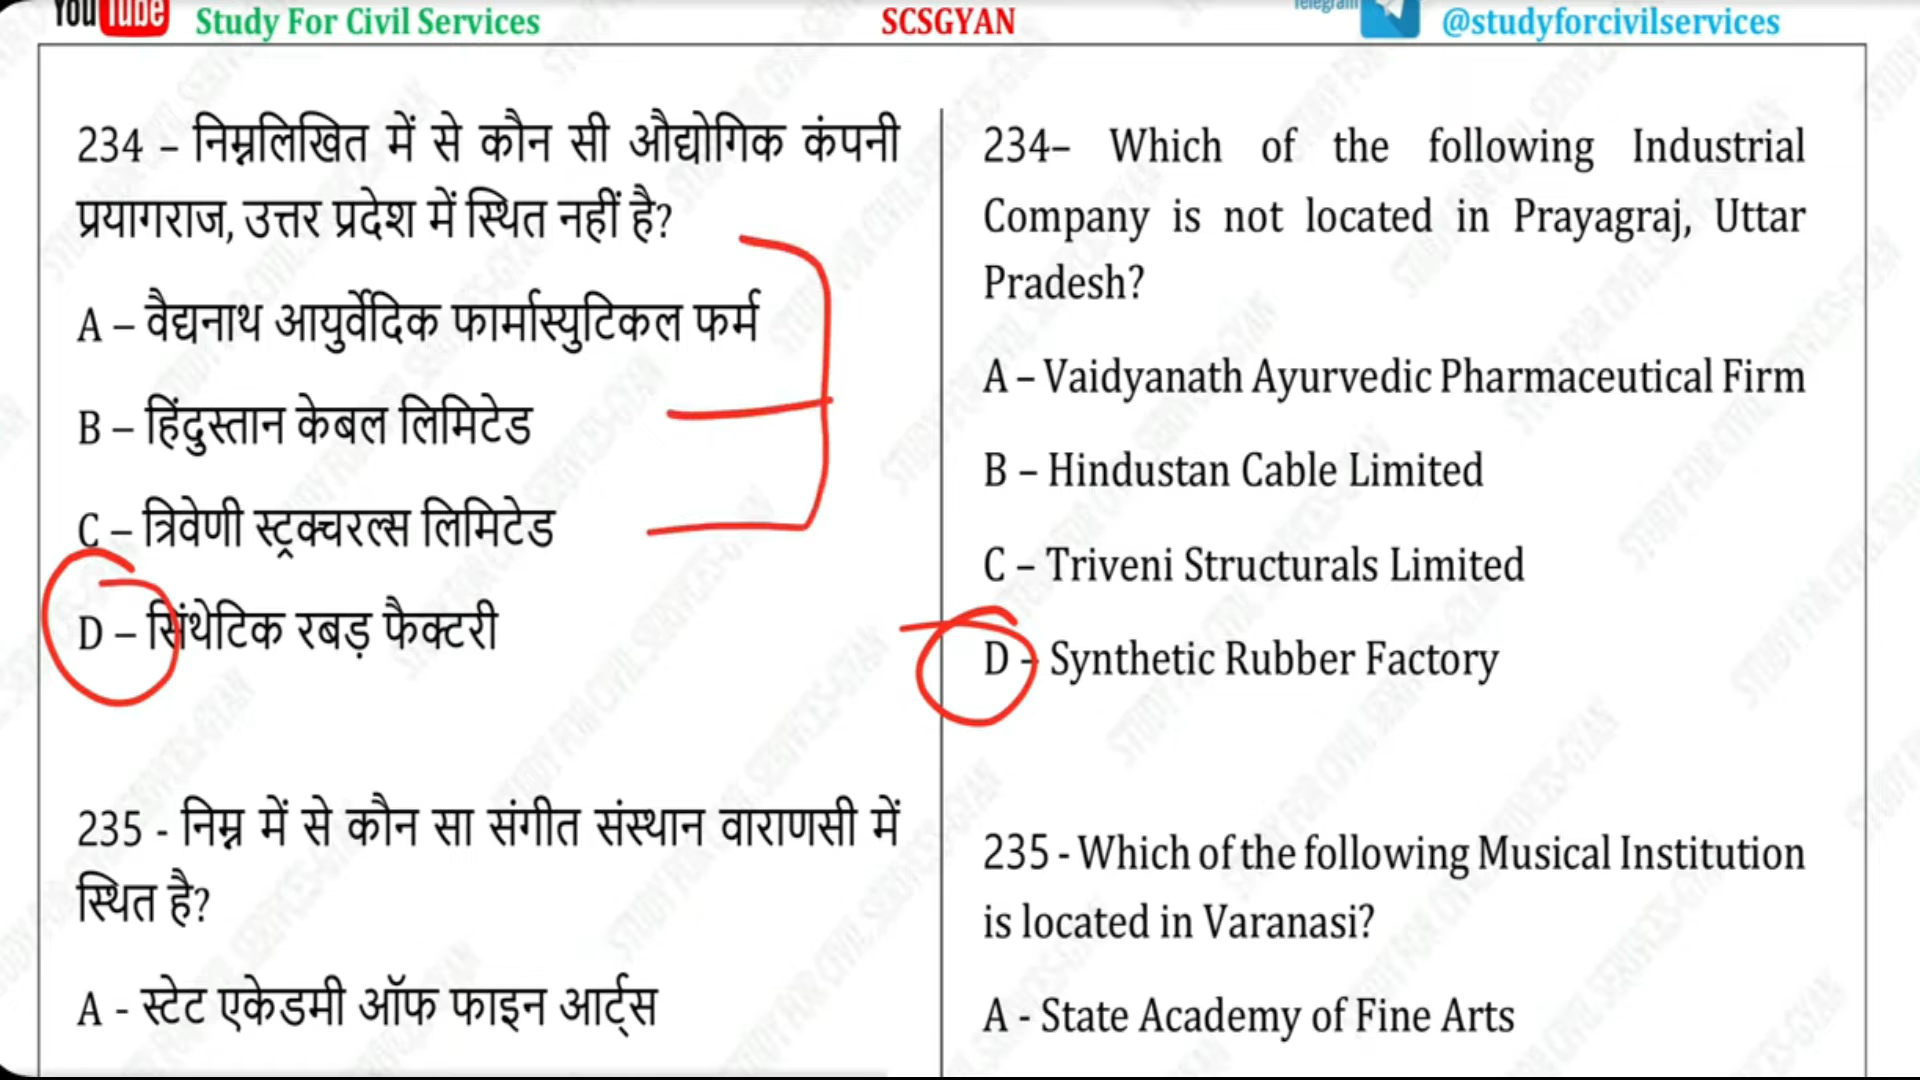 YouTube Study For Civil Services SCSGYAN Telegram @studyforcivilservices
234 – निम्नलिखित में से कौन सी औद्योगिक कंपनी
प्रयागराज, उत्तर प्रदेश में स्थित नहीं है?
A – वैद्यनाथ आयुर्वेदिक फार्मास्युटिकल फर्म
B – हिंदुस्तान केबल लिमिटेड
C – त्रिवेणी स्ट्रक्चरल्स लिमिटेड
D – सिंथेटिक रबड़ फैक्टरी
235 - निम्न में से कौन सा संगीत संस्थान वाराणसी में
स्थित है?
A - स्टेट एकेडमी ऑफ फाइन आर्ट्स
234– Which of the following Industrial
Company is not located in Prayagraj, Uttar
Pradesh?
A – Vaidyanath Ayurvedic Pharmaceutical Firm
B – Hindustan Cable Limited
C – Triveni Structurals Limited
D – Synthetic Rubber Factory
235 - Which of the following Musical Institution
is located in Varanasi?
A - State Academy of Fine Arts